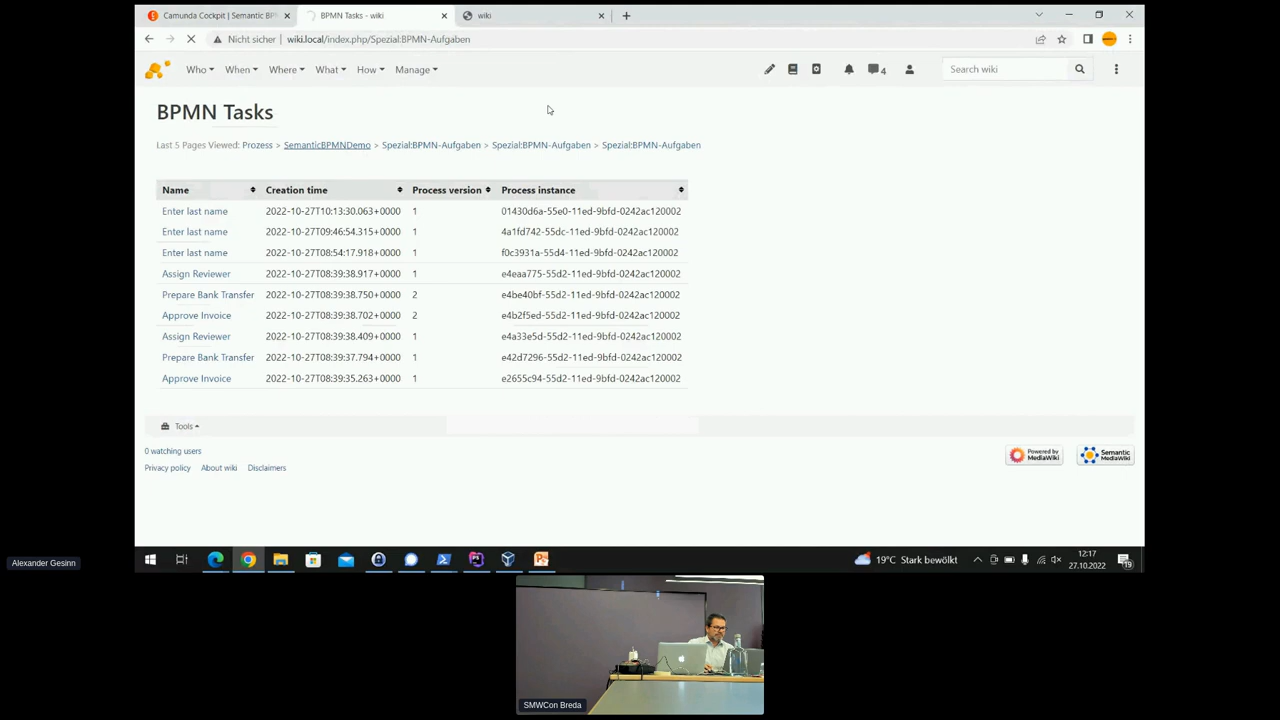 Camunda Cockpit | Semantic BP
BPMN Tasks - wiki
wiki
Nicht sicher | wiki.local/index.php/Spezial:BPMN-Aufgaben
Who When Where What How Manage
4
Search wiki
BPMN Tasks
Last 5 Pages Viewed: Prozess > SemanticBPMNDemo > Spezial:BPMN-Aufgaben > Spezial:BPMN-Aufgaben > Spezial:BPMN-Aufgaben
Name Creation time Process version Process instance
Enter last name 2022-10-27T10:13:30.063+0000 1 01430d6a-55e0-11ed-9bfd-0242ac120002
Enter last name 2022-10-27T09:46:54.315+0000 1 4a1fd742-55dc-11ed-9bfd-0242ac120002
Enter last name 2022-10-27T08:54:17.918+0000 1 f0c3931a-55d4-11ed-9bfd-0242ac120002
Assign Reviewer 2022-10-27T08:39:38.917+0000 1 e4eaa775-55d2-11ed-9bfd-0242ac120002
Prepare Bank Transfer 2022-10-27T08:39:38.750+0000 2 e4be40bf-55d2-11ed-9bfd-0242ac120002
Approve Invoice 2022-10-27T08:39:38.702+0000 2 e4b2f5ed-55d2-11ed-9bfd-0242ac120002
Assign Reviewer 2022-10-27T08:39:38.409+0000 1 e4a33e5d-55d2-11ed-9bfd-0242ac120002
Prepare Bank Transfer 2022-10-27T08:39:37.794+0000 1 e42d7296-55d2-11ed-9bfd-0242ac120002
Approve Invoice 2022-10-27T08:39:35.263+0000 1 e2655c94-55d2-11ed-9bfd-0242ac120002
Tools
0 watching users
Privacy policy About wiki Disclaimers
Powered by MediaWiki
Semantic MediaWiki
Alexander Gesinn
19°C Stark bewölkt
12:17
27.10.2022
19
SMWCon Breda